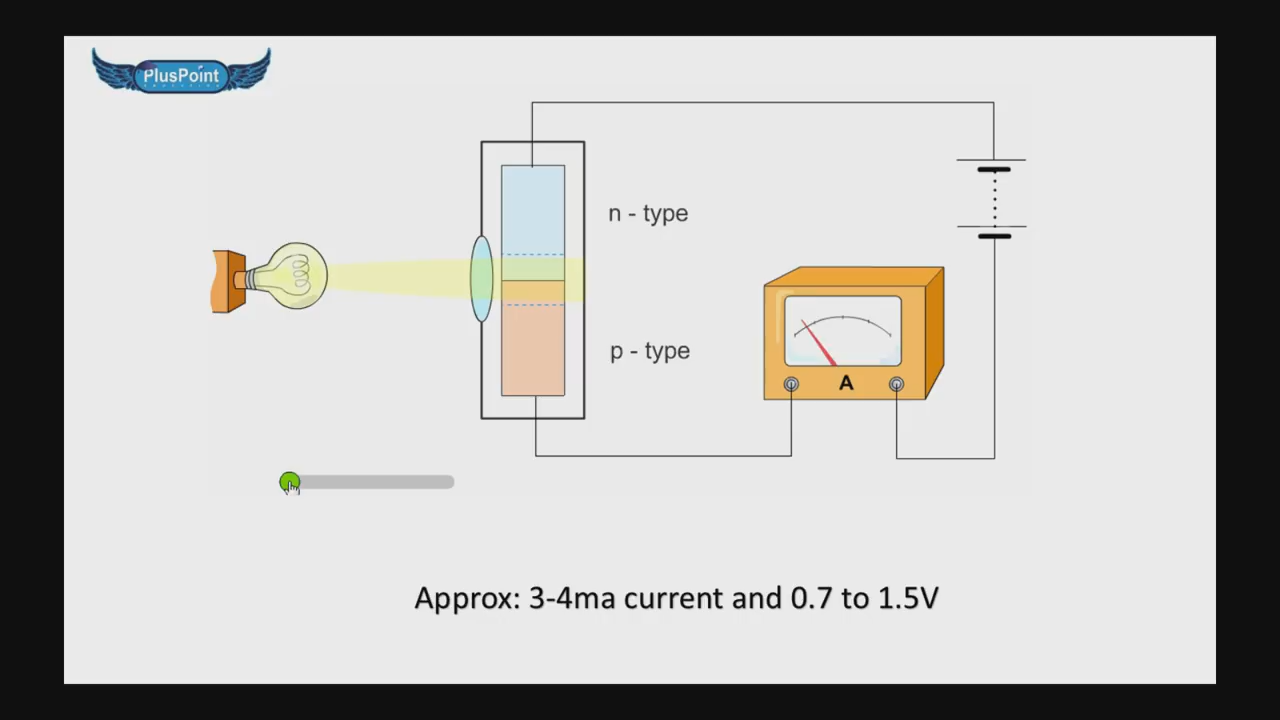 PlusPoint
n - type
p - type
A
Approx: 3-4ma current and 0.7 to 1.5V